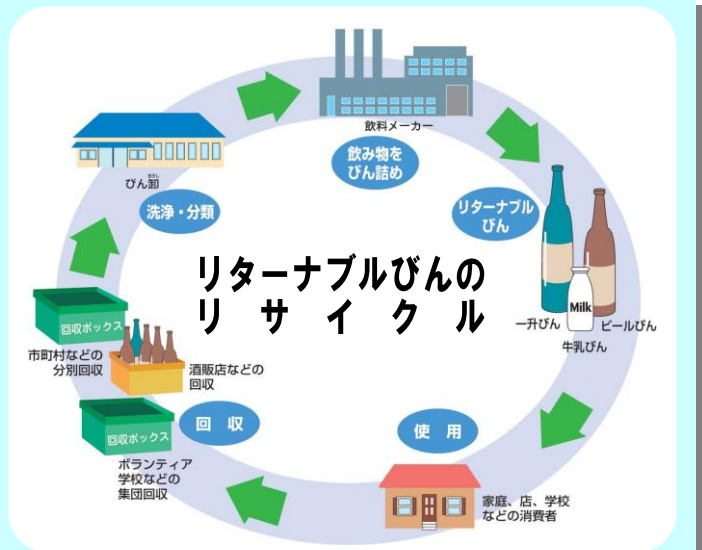 飲料メーカー
飲み物を
びん詰め
びん卸
おろし
洗浄・分類
リターナブル
びん
リターナブルびんの
リサイクル
Milk
一升びん
ビールびん
牛乳びん
回収ボックス
市町村などの
分別回収
酒販店などの
回収
回収
回収ボックス
ボランティア
学校などの
集団回収
使用
家庭、店、学校
などの消費者